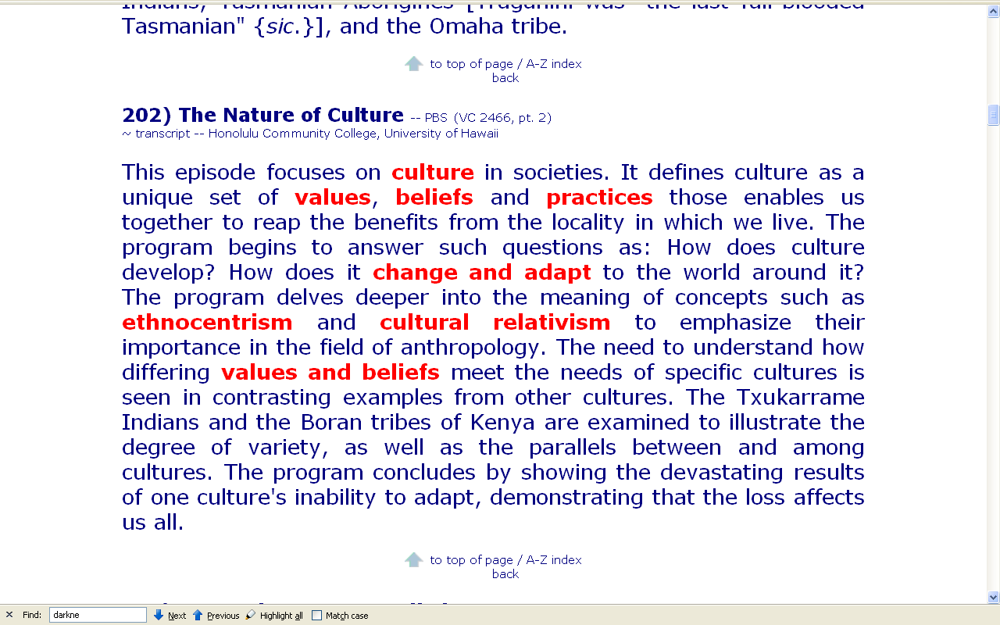 Indians, Tasmanian Aborigines [Truganini was "the last full-blooded
Tasmanian" {sic.}], and the Omaha tribe.
to top of page / A-Z index
back
202) The Nature of Culture -- PBS (VC 2466, pt. 2)
~ transcript -- Honolulu Community College, University of Hawaii
This episode focuses on culture in societies. It defines culture as a
unique set of values, beliefs and practices those enables us
together to reap the benefits from the locality in which we live. The
program begins to answer such questions as: How does culture
develop? How does it change and adapt to the world around it?
The program delves deeper into the meaning of concepts such as
ethnocentrism and cultural relativism to emphasize their
importance in the field of anthropology. The need to understand how
differing values and beliefs meet the needs of specific cultures is
seen in contrasting examples from other cultures. The Txukarrame
Indians and the Boran tribes of Kenya are examined to illustrate the
degree of variety, as well as the parallels between and among
cultures. The program concludes by showing the devastating results
of one culture's inability to adapt, demonstrating that the loss affects
us all.
to top of page / A-Z index
back
Find: darkne Next Previous Highlight all Match case